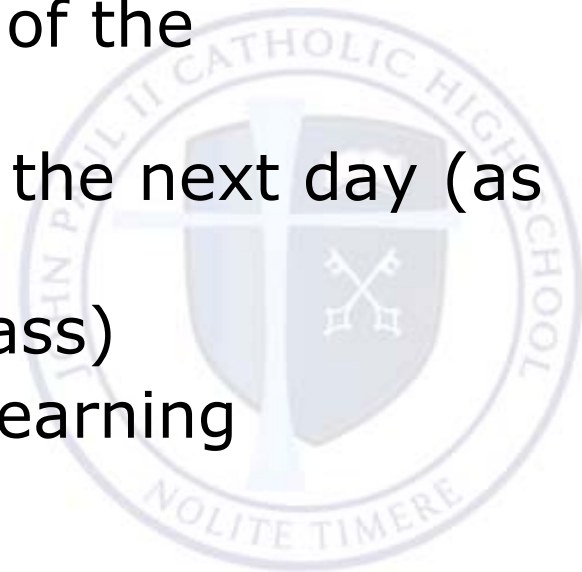 of the
the next day (as
ass)
earning
JOHN PAUL II CATHOLIC HIGH SCHOOL
NOLITE TIMERE